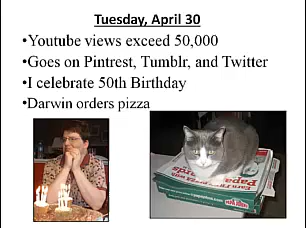 Tuesday, April 30
•Youtube views exceed 50,000
•Goes on Pintrest, Tumblr, and Twitter
•I celebrate 50th Birthday
•Darwin orders pizza